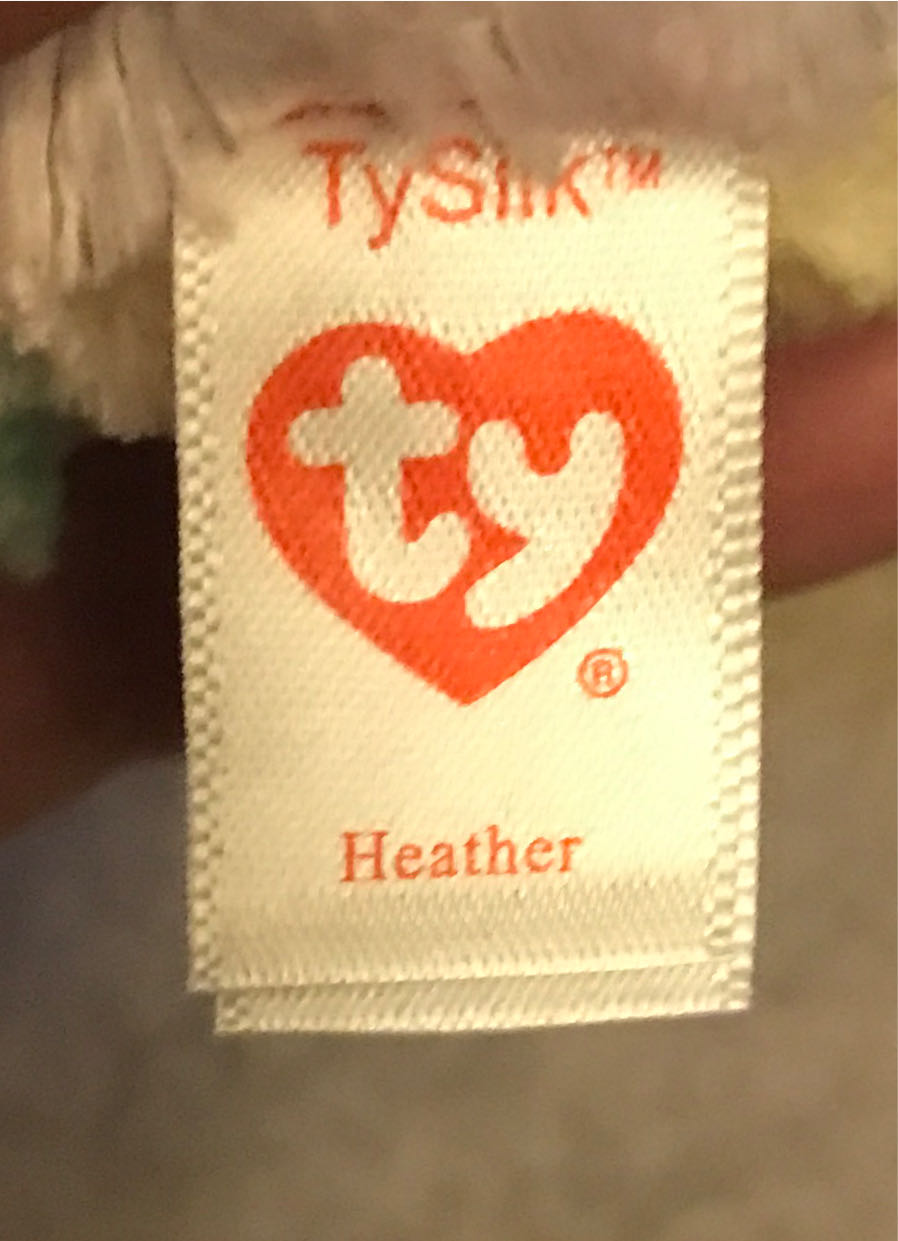 TySilk™
ty
®
Heather